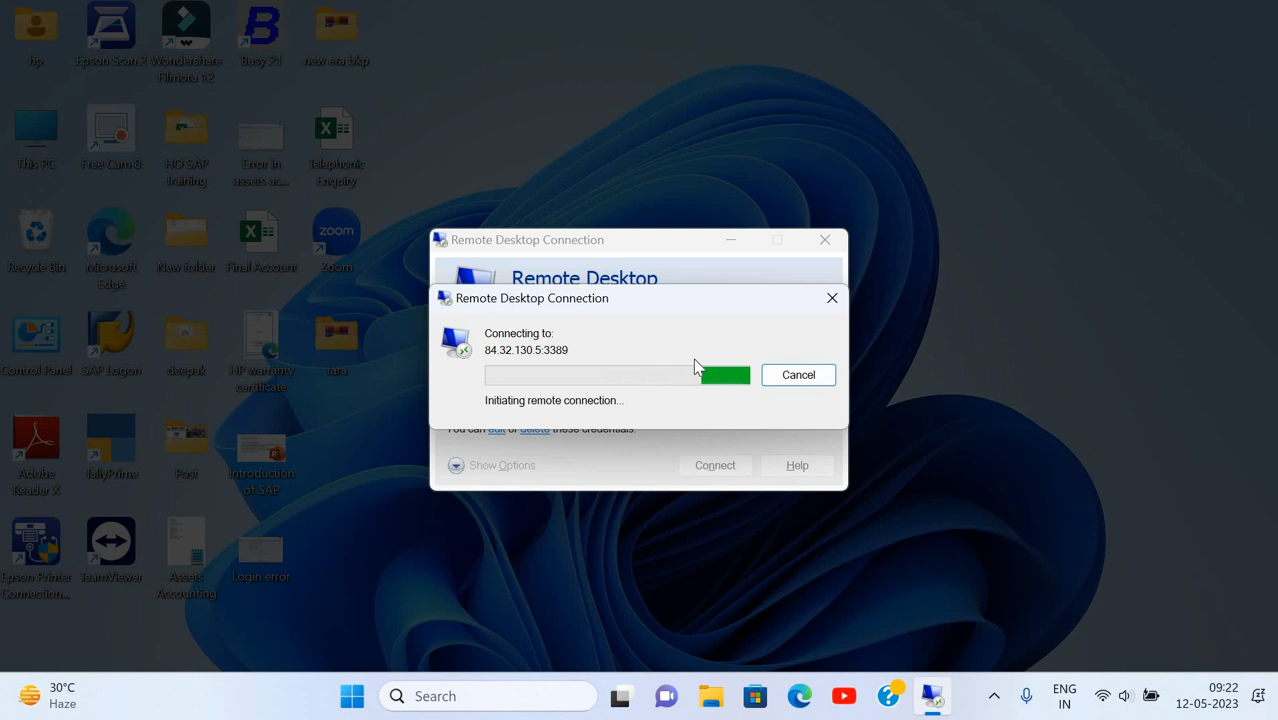 hp
Epson Scan 2
Wondershare
Filmora 12
Busy 21
new era bkp
This PC
Free Cam 8
HO SAP
Training
Error in
assets ac...
Telephonic
Enquiry
Recycle Bin
Microsoft
Edge
New folder
Final Account
zoom
Zoom
Control Panel
SAP Logon
deepak
HP warranty
certificate
tara
Adobe
Reader X
TallyPrime
Rasi
Introduction
of SAP
Epson Printer
Connection...
TeamViewer
Assets
Accounting
Login error
Remote Desktop Connection
Remote Desktop
Remote Desktop Connection
Connecting to:
84.32.130.5:3389
Cancel
Initiating remote connection...
You can edit or delete these credentials.
Show Options
Connect
Help
30°C
Haze
Search
ENG
IN
09:22
12-05-2023